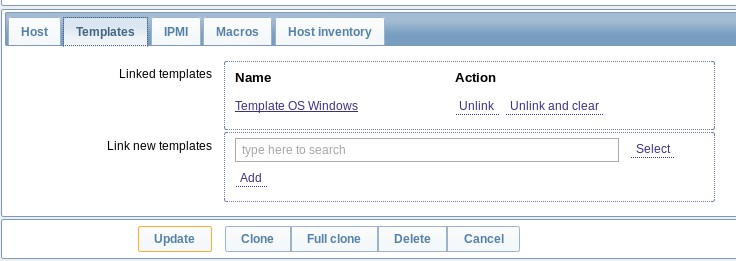 Host Templates IPMI Macros Host inventory
Linked templates Name Action
Template OS Windows Unlink Unlink and clear
Link new templates type here to search Select
Add
Update Clone Full clone Delete Cancel